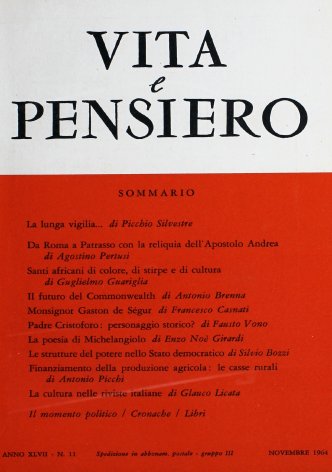 VITA
e
PENSIERO
SOMMARIO
La lunga vigilia... di Picchio Silvestre
Da Roma a Patrasso con la reliquia dell'Apostolo Andrea
di Agostino Pertusi
Santi africani di colore, di stirpe e di cultura
di Guglielmo Guariglia
Il futuro del Commonwealth di Antonio Brenna
Monsignor Gaston de Ségur di Francesco Casnati
Padre Cristoforo: personaggio storico? di Fausto Vono
La poesia di Michelangiolo di Enzo Noè Girardi
Le strutture del potere nello Stato democratico di Silvio Bozzi
Finanziamento della produzione agricola: le casse rurali
di Antonio Picchi
La cultura nelle riviste italiane di Glauco Licata
Il momento politico / Cronache / Libri
ANNO XLVII - N. 11 Spedizione in abbonam. postale - gruppo III NOVEMBRE 1964